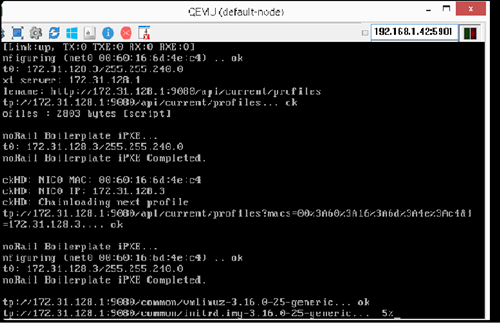 QEMU (default-node)
192.168.1.42:5901
[Link:up, TX:0 TXE:0 RX:0 RXE:0]
nfiguring (net0 00:60:16:6d:4e:c4) .. ok
t0: 172.31.128.3/255.255.240.0
xt server: 172.31.128.1
lename: http://172.31.128.1:9080/api/current/profiles
tp://172.31.128.1:9080/api/current/profiles... ok
ofiles : 2803 bytes [script]
noRail Boilerplate iPXE...
t0: 172.31.128.3/255.255.240.0
noRail Boilerplate iPXE Completed.
ckHD: NIC0 MAC: 00:60:16:6d:4e:c4
ckHD: NIC0 IP: 172.31.128.3
ckHD: Chainloading next profile
tp://172.31.128.1:9080/api/current/profiles?macs=00%3A60%3A16%3A6d%3A4e%3Ac4&i
=172.31.128.3.... ok
noRail Boilerplate iPXE...
nfiguring (net0 00:60:16:6d:4e:c4) .. ok
t0: 172.31.128.3/255.255.240.0
noRail Boilerplate iPXE Completed.
tp://172.31.128.1:9080/common/vmlinuz-3.16.0-25-generic... ok
tp://172.31.128.1:9080/common/initrd.img-3.16.0-25-generic... 5%_